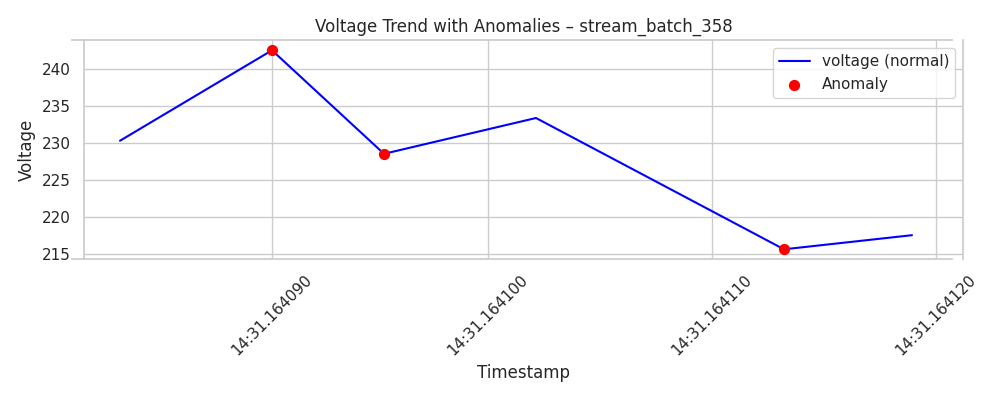 Voltage Trend with Anomalies – stream_batch_358
voltage (normal)
Anomaly
Voltage
240
235
230
225
220
215
14:31.164090
14:31.164100
14:31.164110
14:31.164120
Timestamp